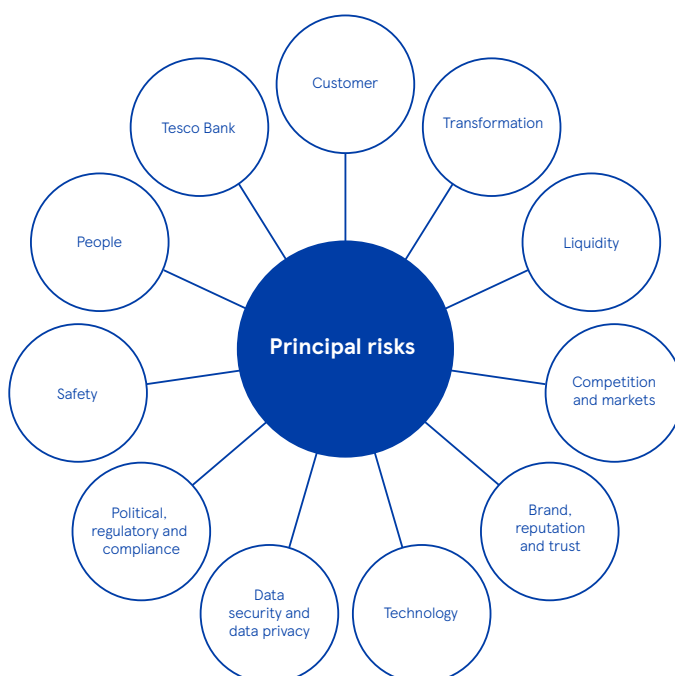 Customer
Transformation
Tesco Bank
People
Liquidity
Principal risks
Competition
and markets
Safety
Political,
regulatory and
compliance
Brand,
reputation
and trust
Data
security and
data privacy
Technology